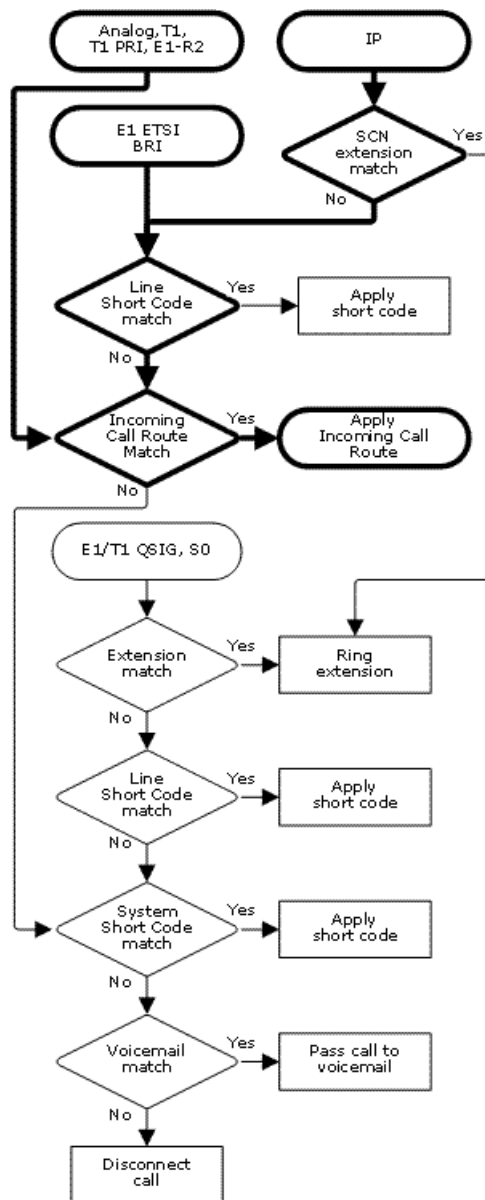 Analog, T1,
T1 PRI, E1-R2
IP
E1 ETSI
BRI
SCN
extension
match
Yes
No
Line
Short Code
match
Yes
Apply
short code
No
Incoming
Call Route
Match
Yes
Apply
Incoming Call
Route
No
E1/T1 QSIG, S0
Extension
match
Yes
Ring
extension
No
Line
Short Code
match
Yes
Apply
short code
No
System
Short Code
match
Yes
Apply
short code
No
Voicemail
match
Yes
Pass call to
voicemail
No
Disconnect
call